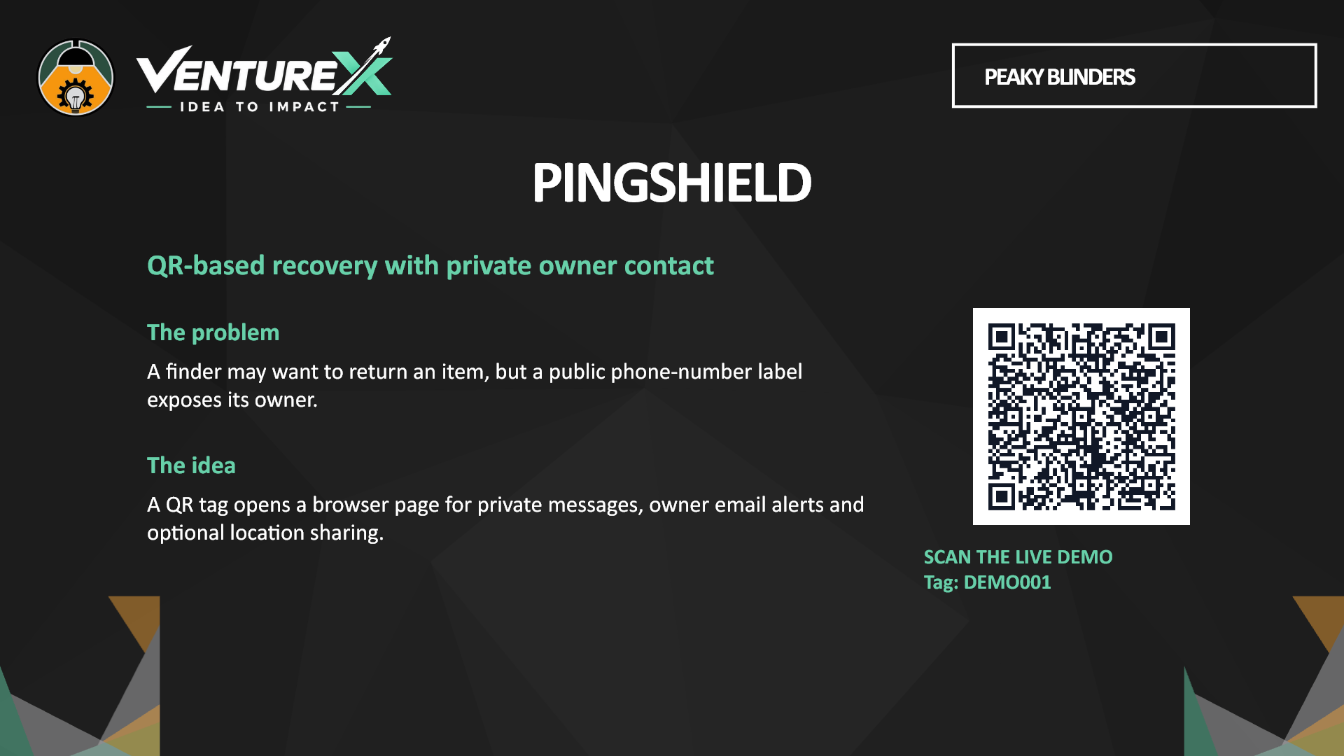 VENTUREX
IDEA TO IMPACT
PEAKY BLINDERS
PINGSHIELD
QR-based recovery with private owner contact
The problem
A finder may want to return an item, but a public phone-number label
exposes its owner.
The idea
A QR tag opens a browser page for private messages, owner email alerts and
optional location sharing.
SCAN THE LIVE DEMO
Tag: DEMO001